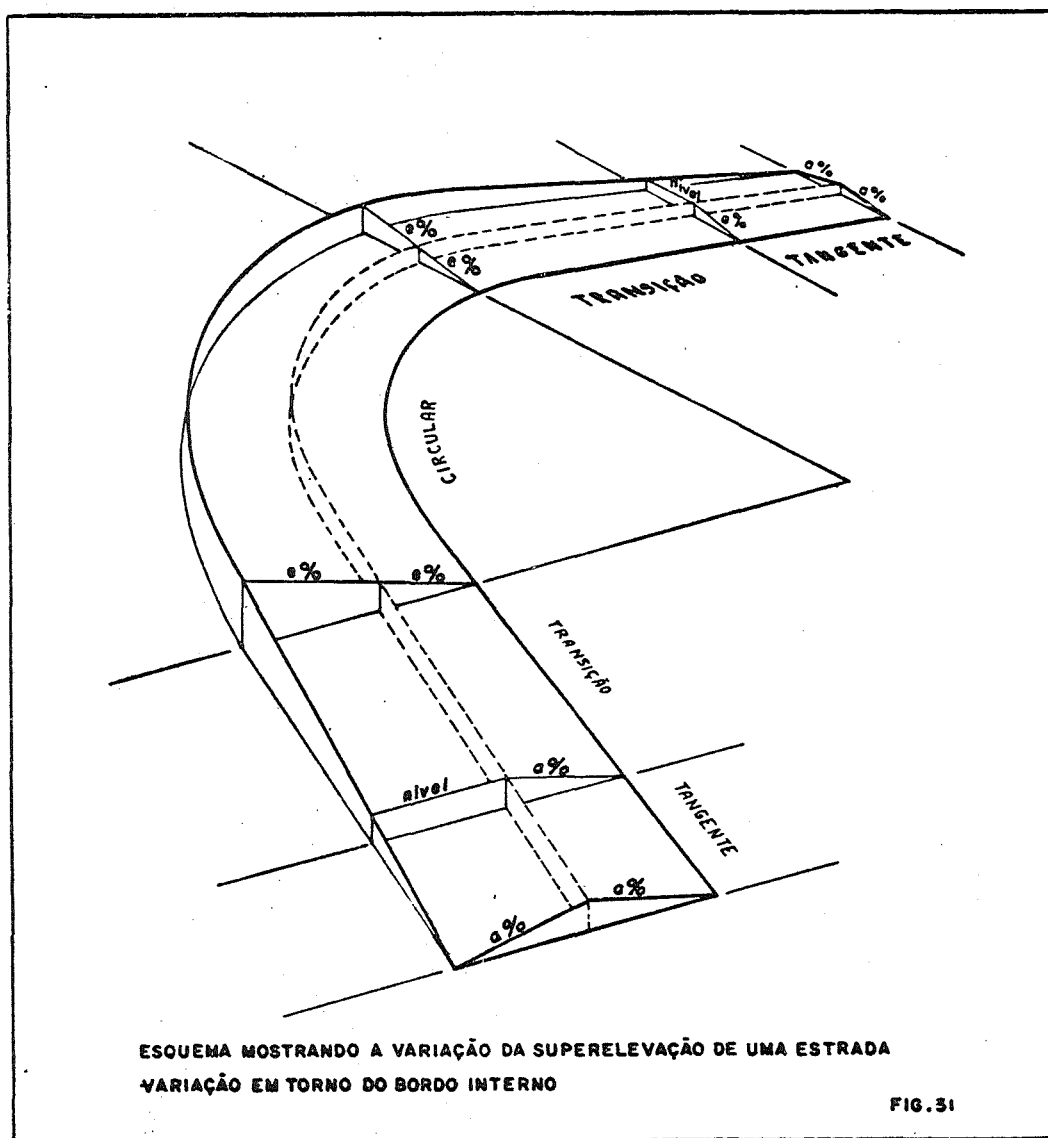 a%
a%
nivel
a%
TANGENTE
e%
e%
TRANSIÇÃO
CIRCULAR
e%
e%
TRANSIÇÃO
a%
nivel
TANGENTE
a%
a%
ESQUEMA MOSTRANDO A VARIAÇÃO DA SUPERELEVAÇÃO DE UMA ESTRADA
VARIAÇÃO EM TORNO DO BORDO INTERNO
FIG.31